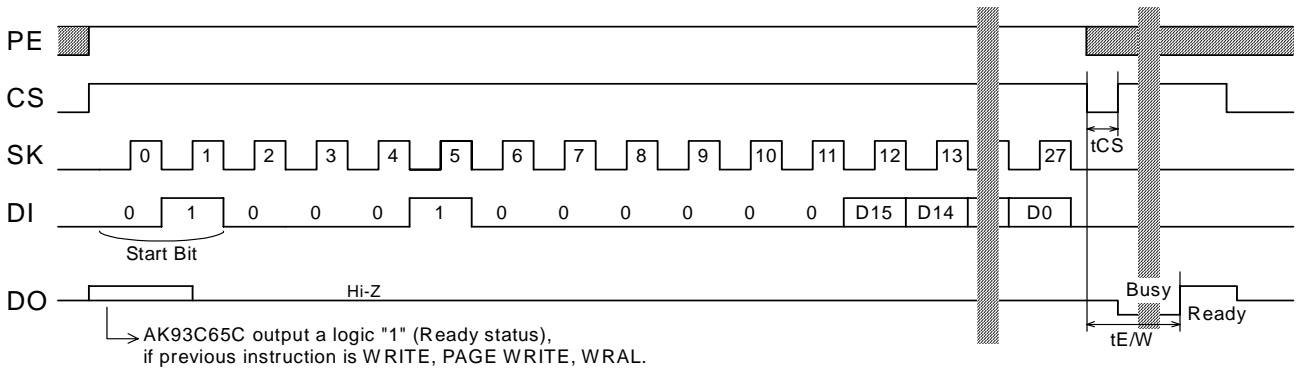 PE
CS
tCS
SK 0 1 2 3 4 5 6 7 8 9 10 11 12 13 27
DI 0 1 0 0 0 1 0 0 0 0 0 0 D15 D14 D0
Start Bit
DO Hi-Z Busy Ready
tE/W
AK93C65C output a logic "1" (Ready status),
if previous instruction is WRITE, PAGE WRITE, WRAL.